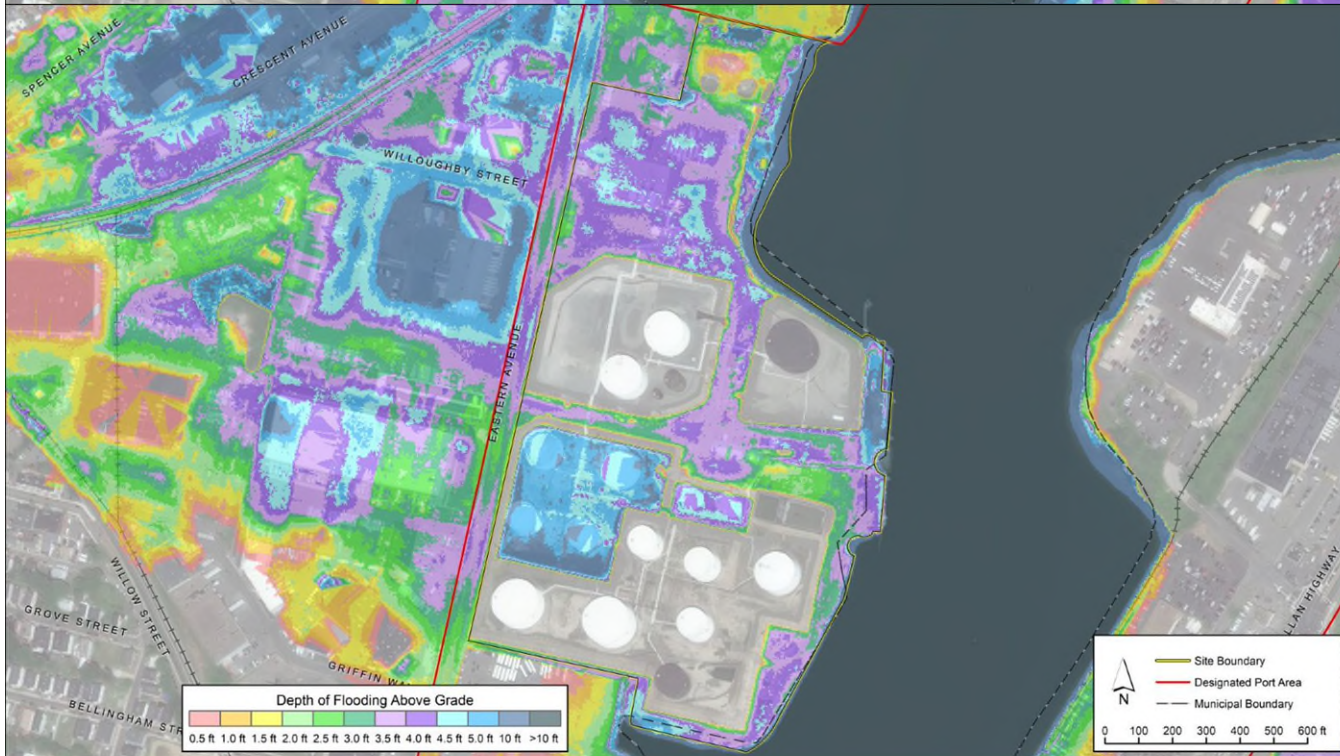 SPENCER AVENUE
CRESCENT AVENUE
WILLOUGHBY STREET
EASTERN AVENUE
WILLOW STREET
GROVE STREET
GRIFFIN WA
BELLINGHAM STR
LLAN HIGHWAY
Depth of Flooding Above Grade
0.5 ft 1.0 ft 1.5 ft 2.0 ft 2.5 ft 3.0 ft 3.5 ft 4.0 ft 4.5 ft 5.0 ft 10 ft >10 ft
Site Boundary
Designated Port Area
Municipal Boundary
N
0 100 200 300 400 600 ft